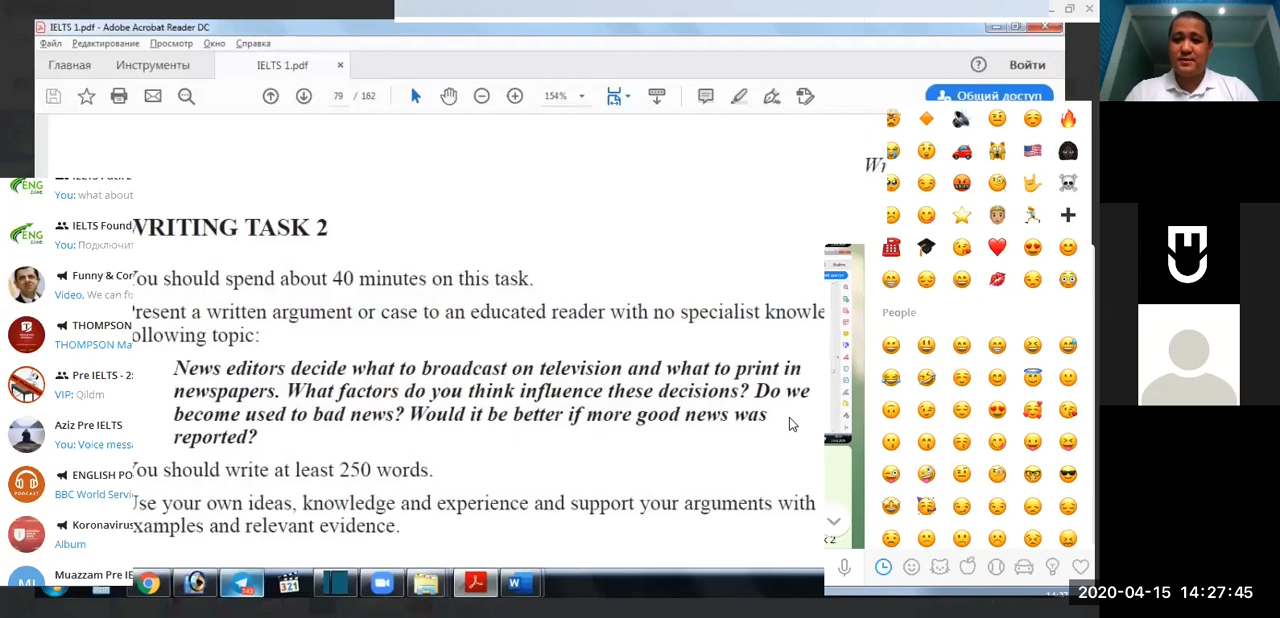 IELTS 1.pdf - Adobe Acrobat Reader DC
Файл Редактирование Просмотр Окно Справка
Главная Инструменты IELTS 1.pdf × Войти
79 / 162 154% Общий доступ
You: what about
IELTS Found
You: Подключит
Funny & Cor
Video, We can fi
THOMPSON
THOMPSON Ma
Pre IELTS - 2
VIP: Qildm
Aziz Pre IELTS
You: Voice messa
ENGLISH PO
BBC World Servi
Koronavirus
Album
Muazzam Pre IE
WRITING TASK 2
ou should spend about 40 minutes on this task.
resent a written argument or case to an educated reader with no specialist knowle
ollowing topic:
News editors decide what to broadcast on television and what to print in
newspapers. What factors do you think influence these decisions? Do we
become used to bad news? Would it be better if more good news was
reported?
ou should write at least 250 words.
se your own ideas, knowledge and experience and support your arguments with
xamples and relevant evidence.
People
2020-04-15 14:27:45